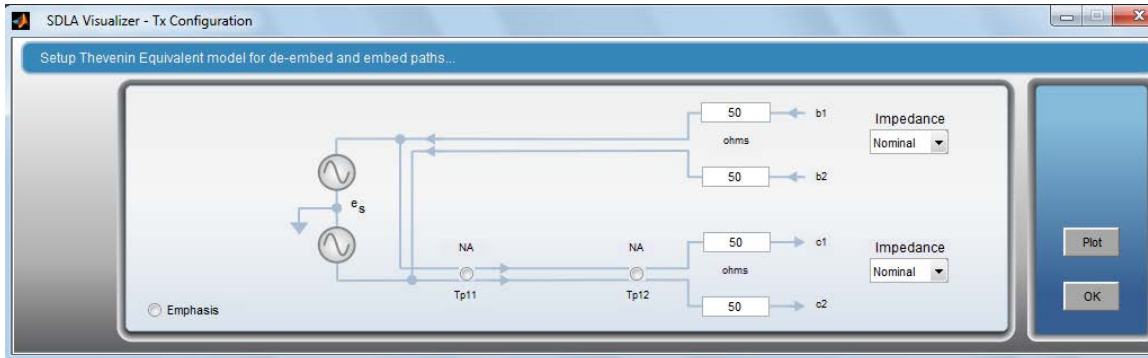 SDLA Visualizer - Tx Configuration
Setup Thevenin Equivalent model for de-embed and embed paths...
50
b1
Impedance
ohms
Nominal
50
b2
es
NA
NA
50
c1
Impedance
ohms
Nominal
Tp11
Tp12
50
c2
Emphasis
Plot
OK